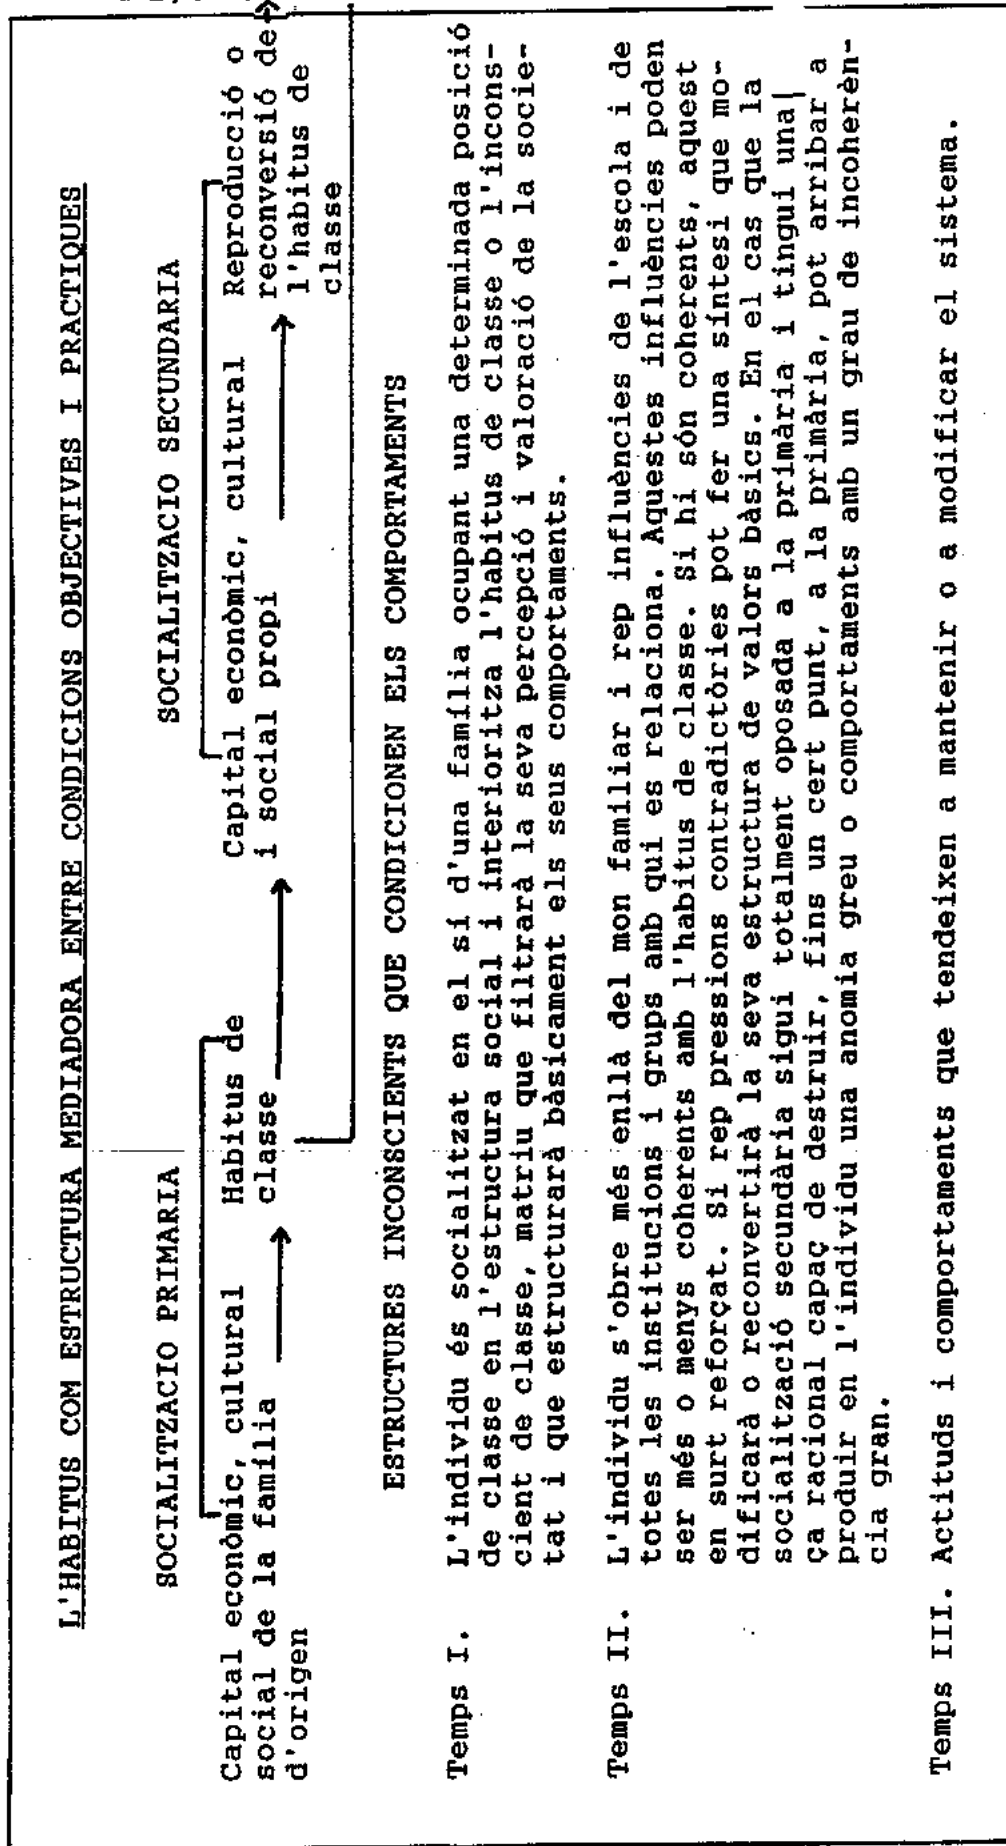 L'HABITUS COM ESTRUCTURA MEDIADORA ENTRE CONDICIONS OBJECTIVES I PRACTIQUES
SOCIALITZACIO PRIMARIA
SOCIALITZACIO SECUNDARIA
Capital econòmic, cultural
social de la família
d'origen
Habitus de
classe
Capital econòmic, cultural
i social propi
Reproducció o
reconversió de
l'habitus de
classe
ESTRUCTURES INCONSCIENTS QUE CONDICIONEN ELS COMPORTAMENTS
Temps I. L'individu és socialitzat en el sí d'una família ocupant una determinada posició
de classe en l'estructura social i interioritza l'habitus de classe o l'incons-
cient de classe, matriu que filtrarà la seva percepció i valoració de la socie-
tat i que estructurarà bàsicament els seus comportaments.
Temps II. L'individu s'obre més enllà del mon familiar i rep influències de l'escola i de
totes les institucions i grups amb qui es relaciona. Aquestes influències poden
ser més o menys coherents amb l'habitus de classe. Si hi són coherents, aquest
en surt reforçat. Si rep pressions contradictòries pot fer una síntesi que mo-
dificarà o reconvertirà la seva estructura de valors bàsics. En el cas que la
socialització secundària sigui totalment oposada a la primària i tingui una
ça racional capaç de destruir, fins un cert punt, a la primària, pot arribar a
produir en l'individu una anomia greu o comportaments amb un grau de incoherèn-
cia gran.
Temps III. Actituds i comportaments que tendeixen a mantenir o a modificar el sistema.